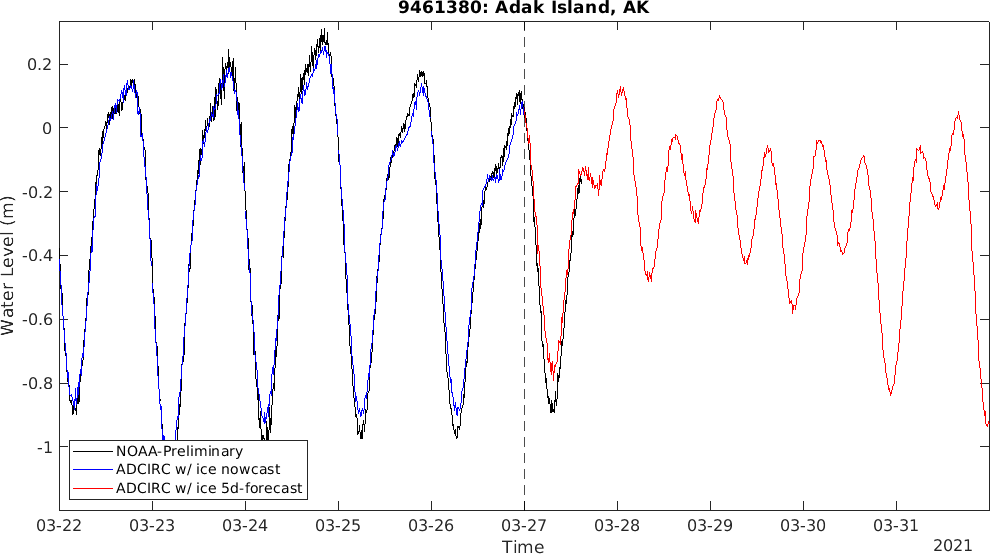 9461380: Adak Island, AK
Water Level (m)
0.2
0
-0.2
-0.4
-0.6
-0.8
-1
NOAA-Preliminary
ADCIRC w/ ice nowcast
ADCIRC w/ ice 5d-forecast
03-22 03-23 03-24 03-25 03-26 03-27 03-28 03-29 03-30 03-31
Time
2021